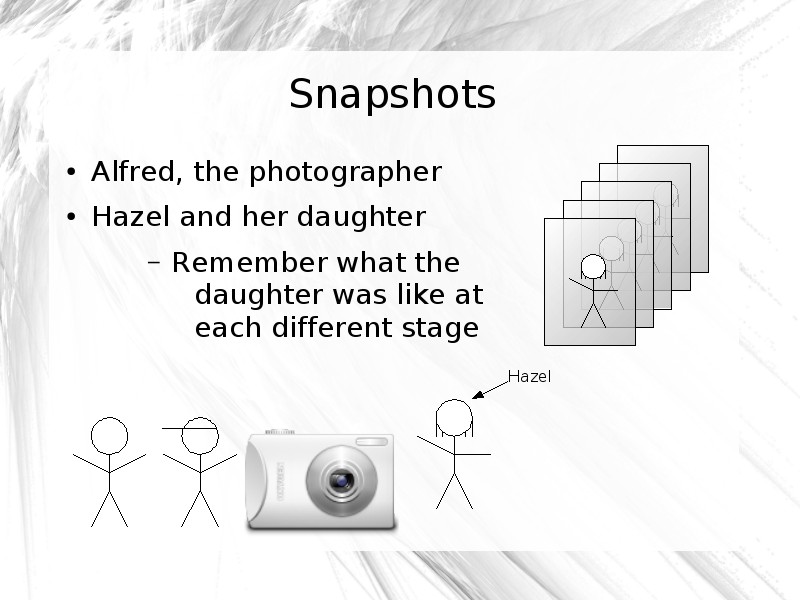 Snapshots
• Alfred, the photographer
• Hazel and her daughter
– Remember what the
daughter was like at
each different stage
Hazel